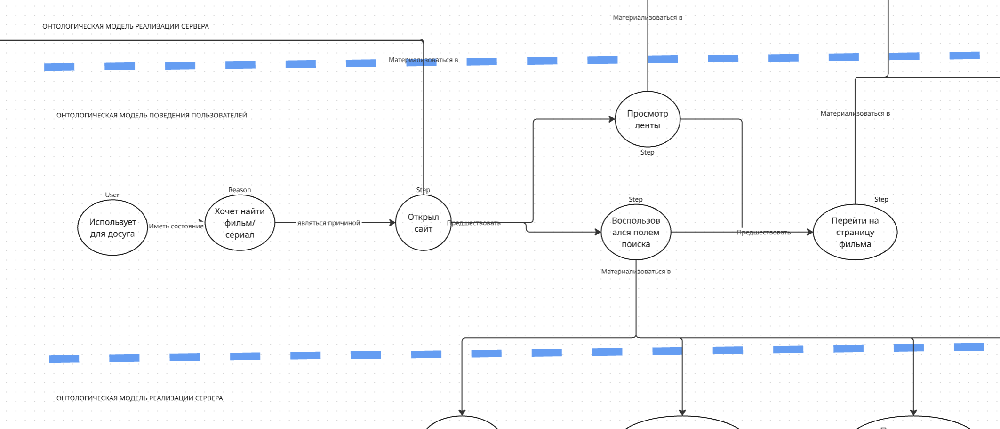 Материализоваться в
ОНТОЛОГИЧЕСКАЯ МОДЕЛЬ РЕАЛИЗАЦИИ СЕРВЕРА
Материализоваться в
ОНТОЛОГИЧЕСКАЯ МОДЕЛЬ ПОВЕДЕНИЯ ПОЛЬЗОВАТЕЛЕЙ
Просмотр
ленты
Step
Материализоваться в
User
Использует
для досуга
Иметь состояние
Reason
Хочет найти
фильм/
сериал
являться причиной
Step
Открыл
сайт
Предшествовать
Step
Воспользов
ался полем
поиска
Предшествовать
Step
Перейти на
страницу
фильма
Материализоваться в
ОНТОЛОГИЧЕСКАЯ МОДЕЛЬ РЕАЛИЗАЦИИ СЕРВЕРА